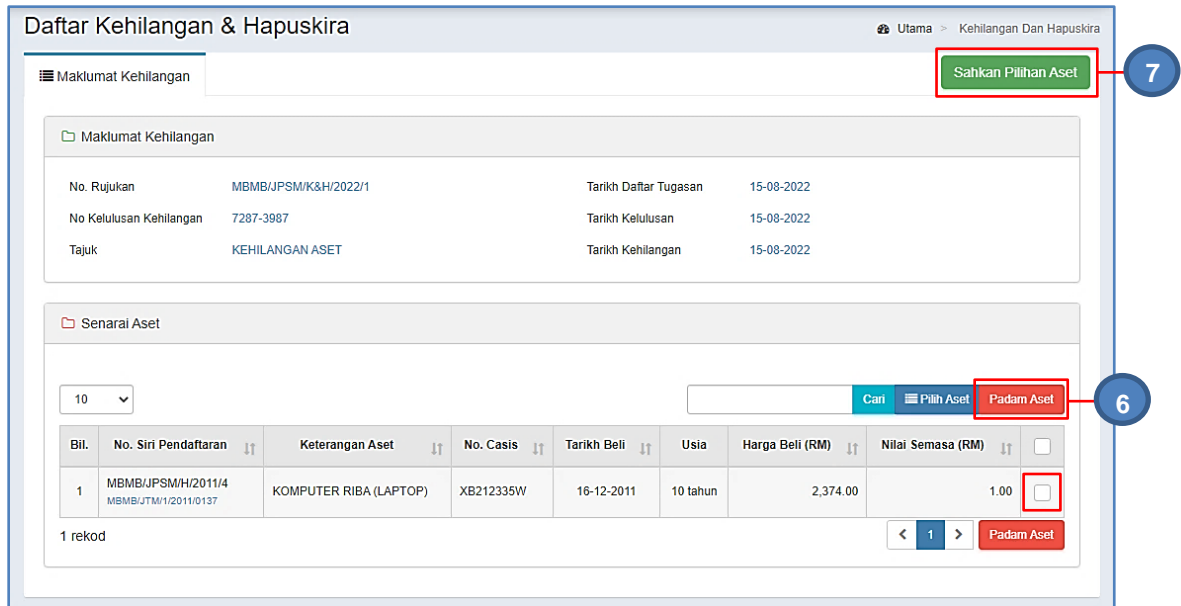 Daftar Kehilangan & Hapuskira
Utama > Kehilangan Dan Hapuskira
Maklumat Kehilangan
Sahkan Pilihan Aset
7
Maklumat Kehilangan
No. Rujukan MBMB/JPSM/K&H/2022/1 Tarikh Daftar Tugasan 15-08-2022
No Kelulusan Kehilangan 7287-3987 Tarikh Kelulusan 15-08-2022
Tajuk KEHILANGAN ASET Tarikh Kehilangan 15-08-2022
Senarai Aset
10 Cari Pilih Aset Padam Aset
6
Bil. No. Siri Pendaftaran Keterangan Aset No. Casis Tarikh Beli Usia Harga Beli (RM) Nilai Semasa (RM)
1 MBMB/JPSM/H/2011/4 KOMPUTER RIBA (LAPTOP) XB212335W 16-12-2011 10 tahun 2,374.00 1.00
MBMB/JTM/1/2011/0137
1 rekod < 1 > Padam Aset